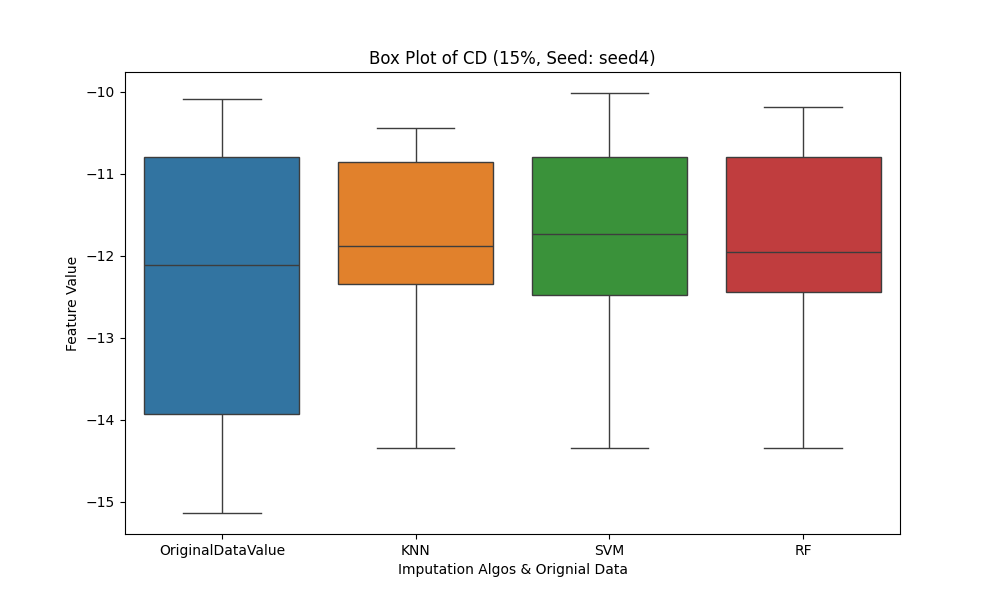 Box Plot of CD (15%, Seed: seed4)
−10
−11
−12
−13
−14
−15
Feature Value
OriginalDataValue
KNN
SVM
RF
Imputation Algos & Orignial Data